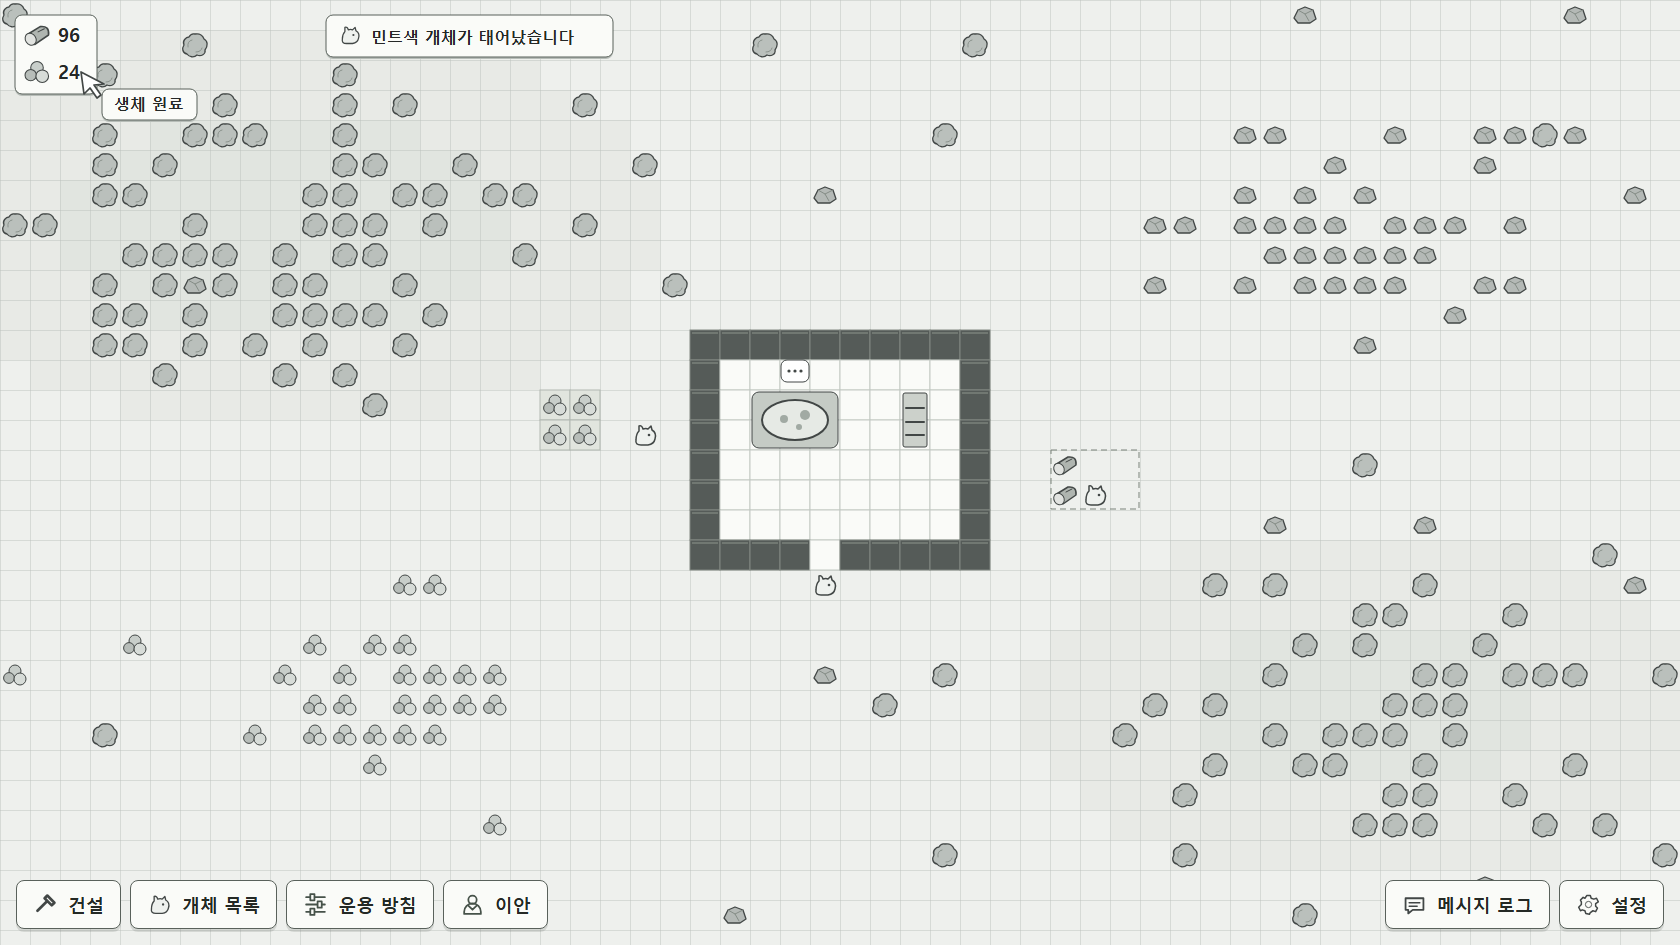 96
24
생체 원료
민트색 개체가 태어났습니다
건설
개체 목록
운용 방침
이안
메시지 로그
설정